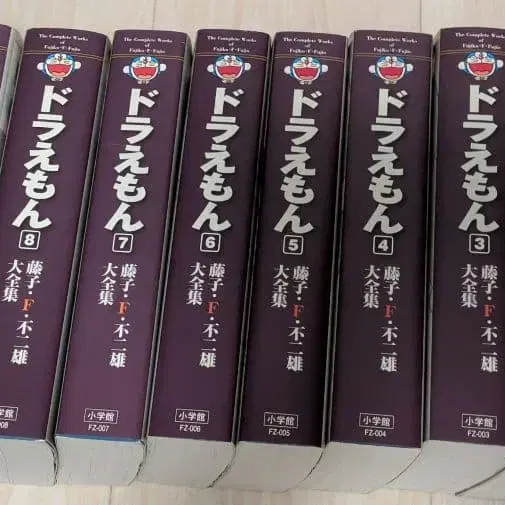 The Complete Works
of
Fujiko・F・Fujio
ドラえもん
8
藤子・F・不二雄
大全集
小学館
008
The Complete Works
of
Fujiko・F・Fujio
ドラえもん
7
藤子・F・不二雄
大全集
小学館
FZ-007
The Complete Works
of
Fujiko・F・Fujio
ドラえもん
6
藤子・F・不二雄
大全集
小学館
FZ-006
The Complete Works
of
Fujiko・F・Fujio
ドラえもん
5
藤子・F・不二雄
大全集
小学館
FZ-005
The Complete Works
of
Fujiko・F・Fujio
ドラえもん
4
藤子・F・不二雄
大全集
小学館
FZ-004
The Complete Works
of
Fujiko・F・Fujio
ドラえもん
3
藤子・F・不二雄
大全集
小学館
FZ-003